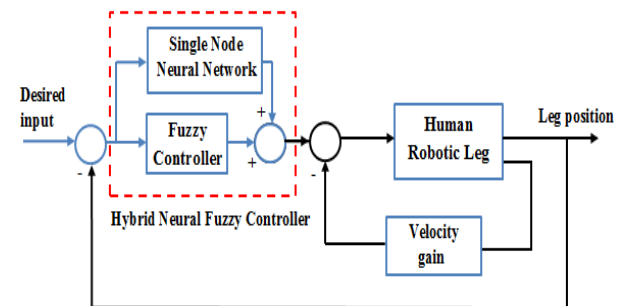 Single Node
Neural Network
Desired
input
+
Fuzzy
Controller
+
-
Human
Robotic Leg
Leg position
-
Hybrid Neural Fuzzy Controller
Velocity
gain